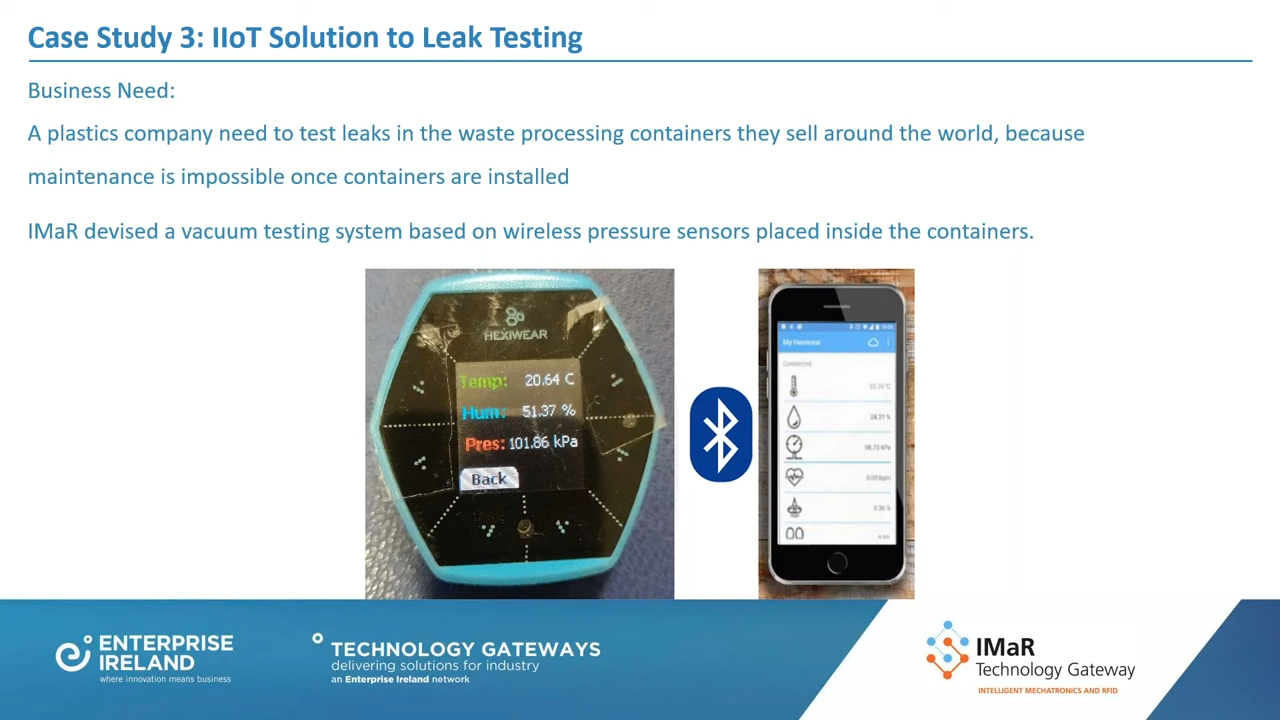 Case Study 3: IIoT Solution to Leak Testing
Business Need:
A plastics company need to test leaks in the waste processing containers they sell around the world, because
maintenance is impossible once containers are installed
IMaR devised a vacuum testing system based on wireless pressure sensors placed inside the containers.
HEXIWEAR
Temp: 20.64 C
Hum: 51.37 %
Pres: 101.86 kPa
Back
My Hexiwear
Connected
ENTERPRISE
IRELAND
where innovation means business
TECHNOLOGY GATEWAYS
delivering solutions for industry
an Enterprise Ireland network
IMaR
Technology Gateway
INTELLIGENT MECHATRONICS AND RFID